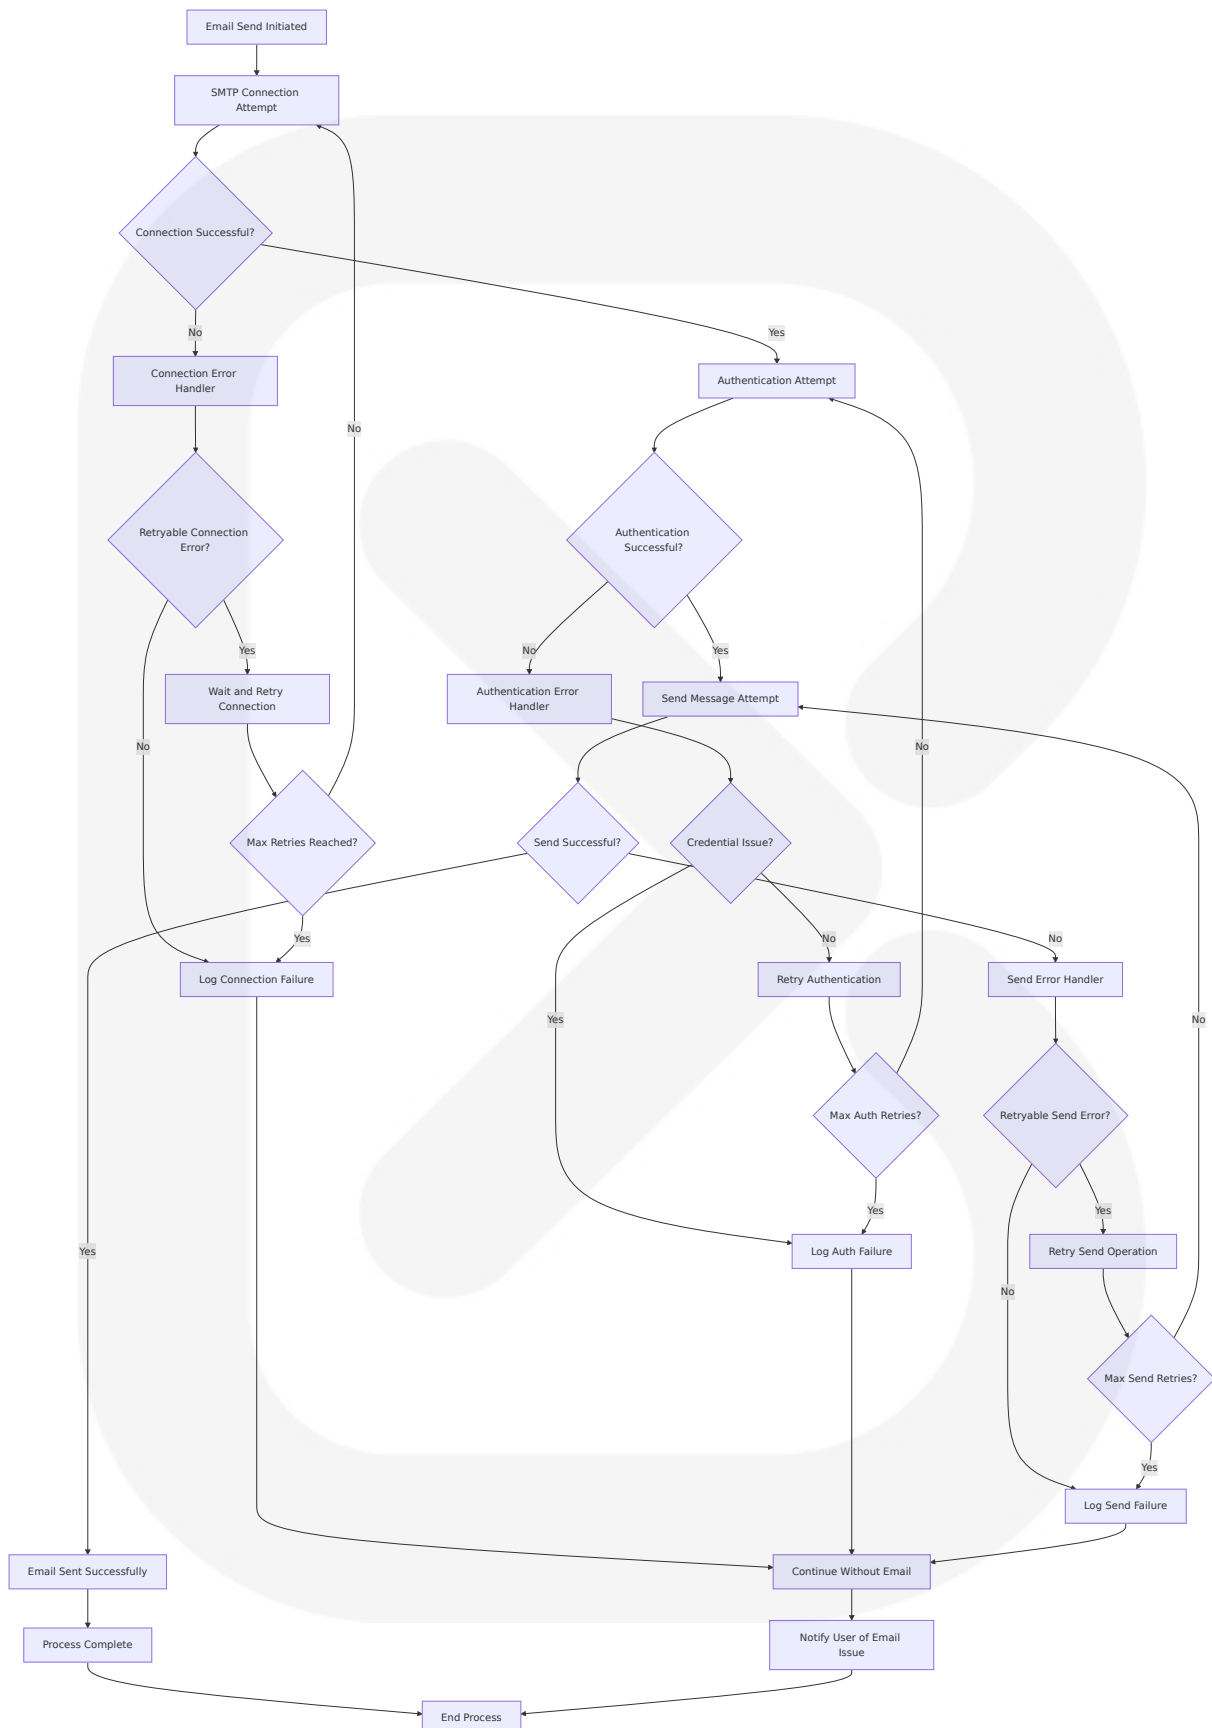 Email Send Initiated
SMTP Connection
Attempt
Connection Successful?
No
Yes
Connection Error
Handler
Authentication Attempt
No
Retryable Connection
Error?
Authentication
Successful?
Yes
No
Yes
Wait and Retry
Connection
Authentication Error
Handler
Send Message Attempt
No
No
Max Retries Reached?
Send Successful?
Credential Issue?
Yes
No
No
Log Connection Failure
Retry Authentication
Send Error Handler
Yes
No
Max Auth Retries?
Retryable Send Error?
Yes
Yes
Yes
Log Auth Failure
Retry Send Operation
No
Max Send Retries?
Yes
Log Send Failure
Email Sent Successfully
Continue Without Email
Process Complete
Notify User of Email
Issue
End Process